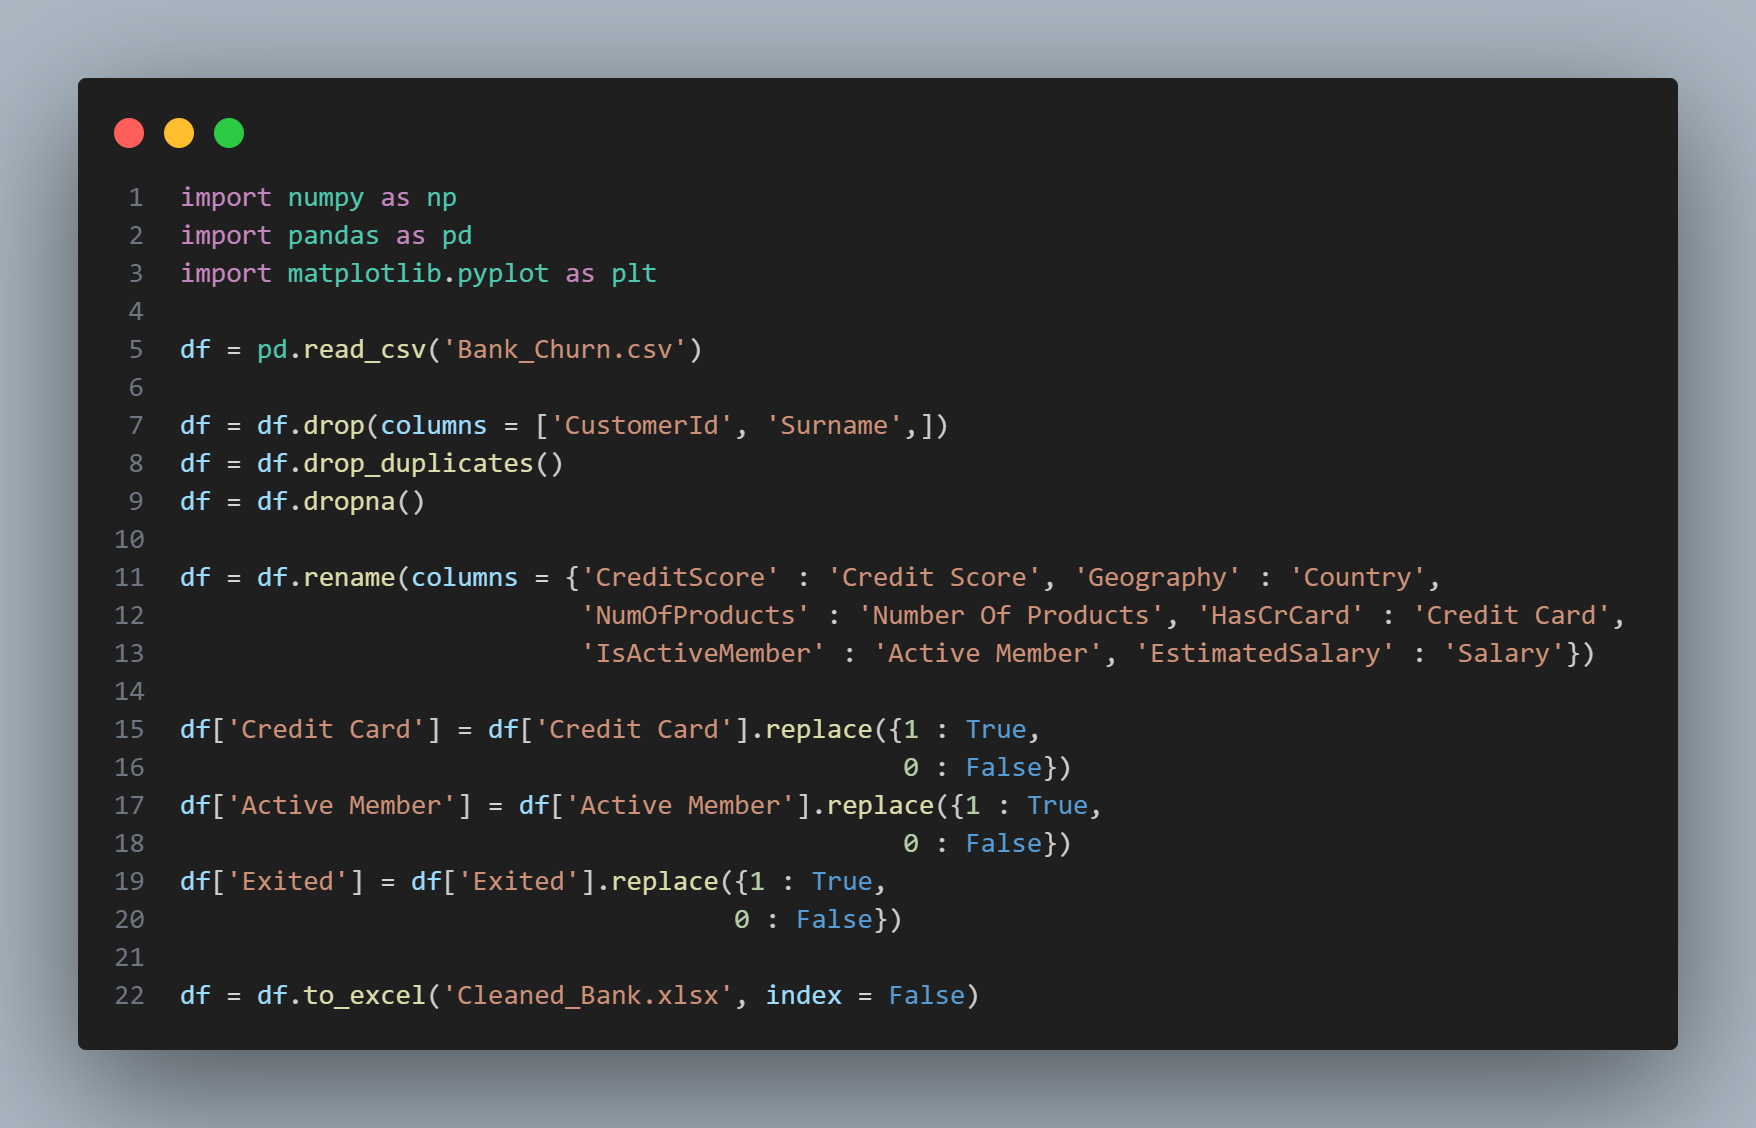 1 import numpy as np
2 import pandas as pd
3 import matplotlib.pyplot as plt
4
5 df = pd.read_csv('Bank_Churn.csv')
6
7 df = df.drop(columns = ['CustomerId', 'Surname',])
8 df = df.drop_duplicates()
9 df = df.dropna()
10
11 df = df.rename(columns = {'CreditScore' : 'Credit Score', 'Geography' : 'Country',
12                           'NumOfProducts' : 'Number Of Products', 'HasCrCard' : 'Credit Card',
13                           'IsActiveMember' : 'Active Member', 'EstimatedSalary' : 'Salary'})
14
15 df['Credit Card'] = df['Credit Card'].replace({1 : True,
16                                                0 : False})
17 df['Active Member'] = df['Active Member'].replace({1 : True,
18                                                0 : False})
19 df['Exited'] = df['Exited'].replace({1 : True,
20                                     0 : False})
21
22 df = df.to_excel('Cleaned_Bank.xlsx', index = False)